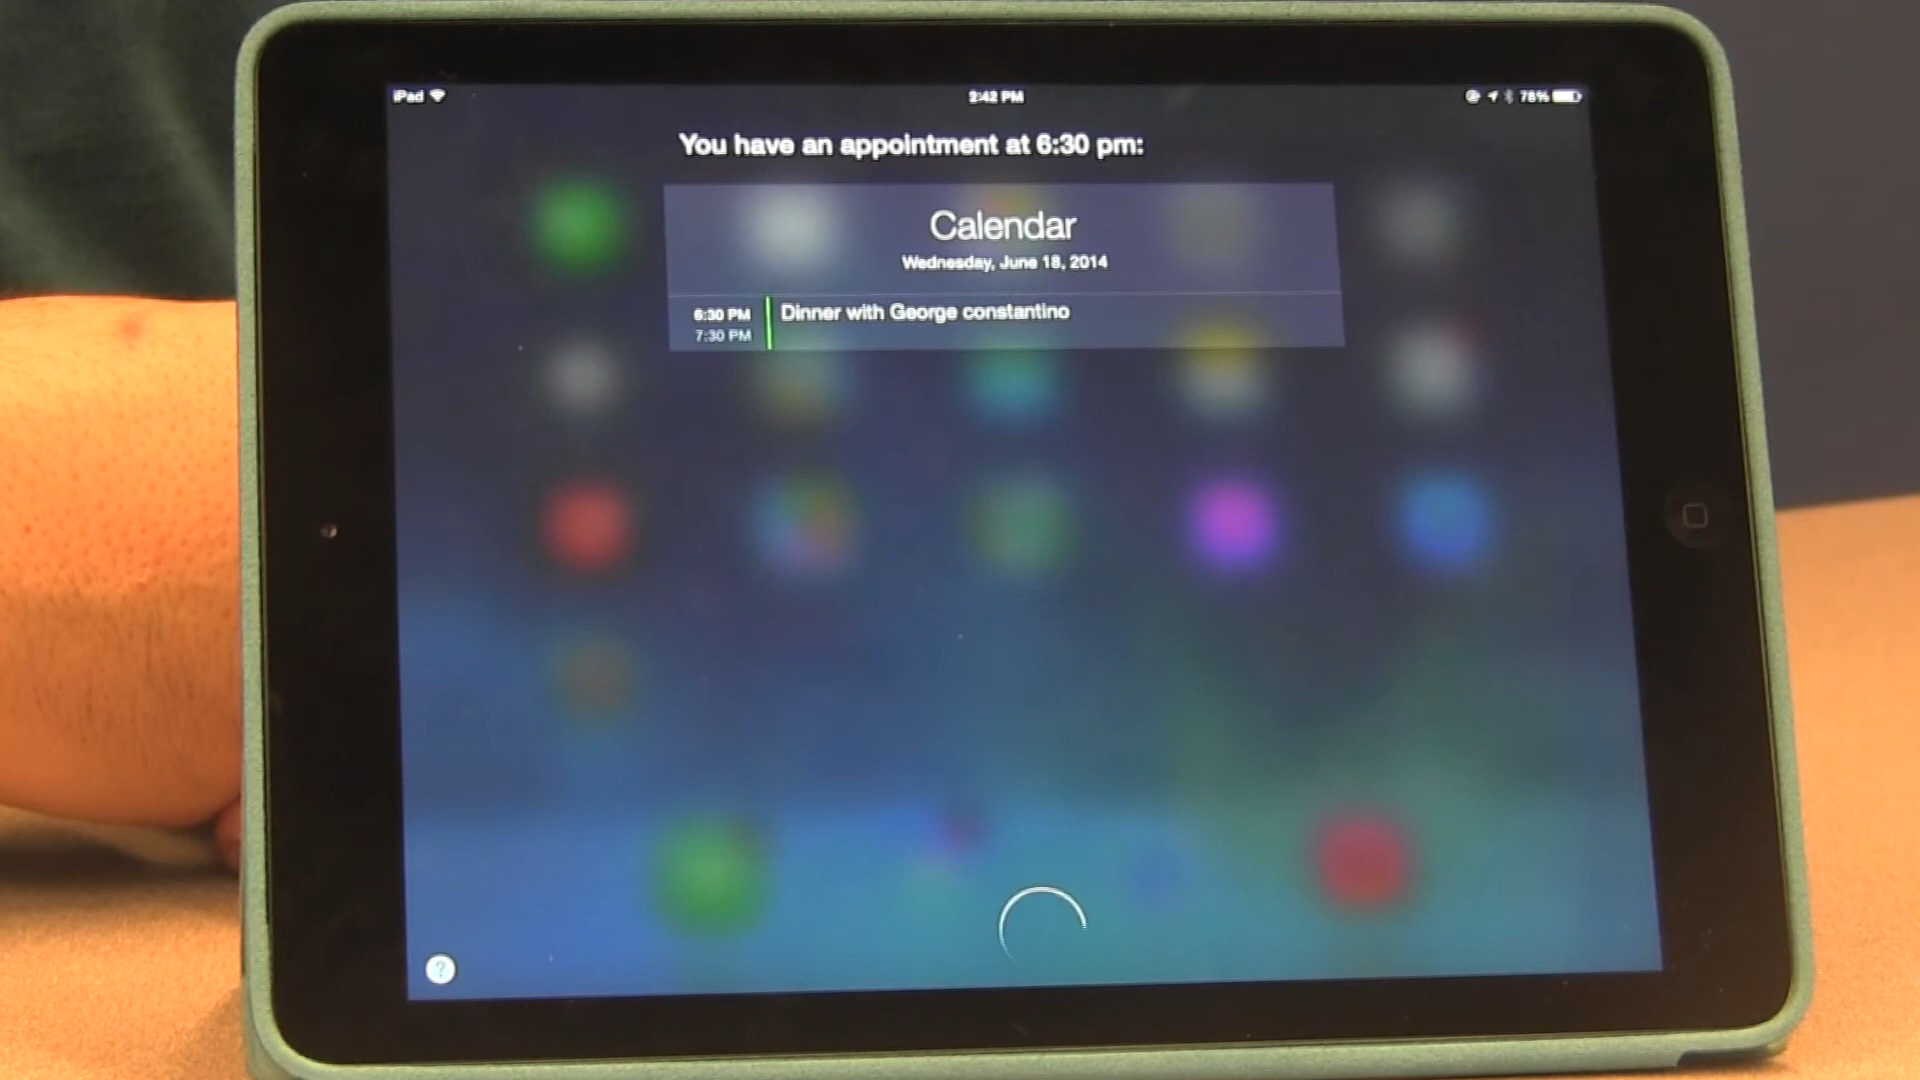 iPad 2:42 PM 78%
You have an appointment at 6:30 pm:
Calendar
Wednesday, June 18, 2014
6:30 PM Dinner with George constantino
7:30 PM
?